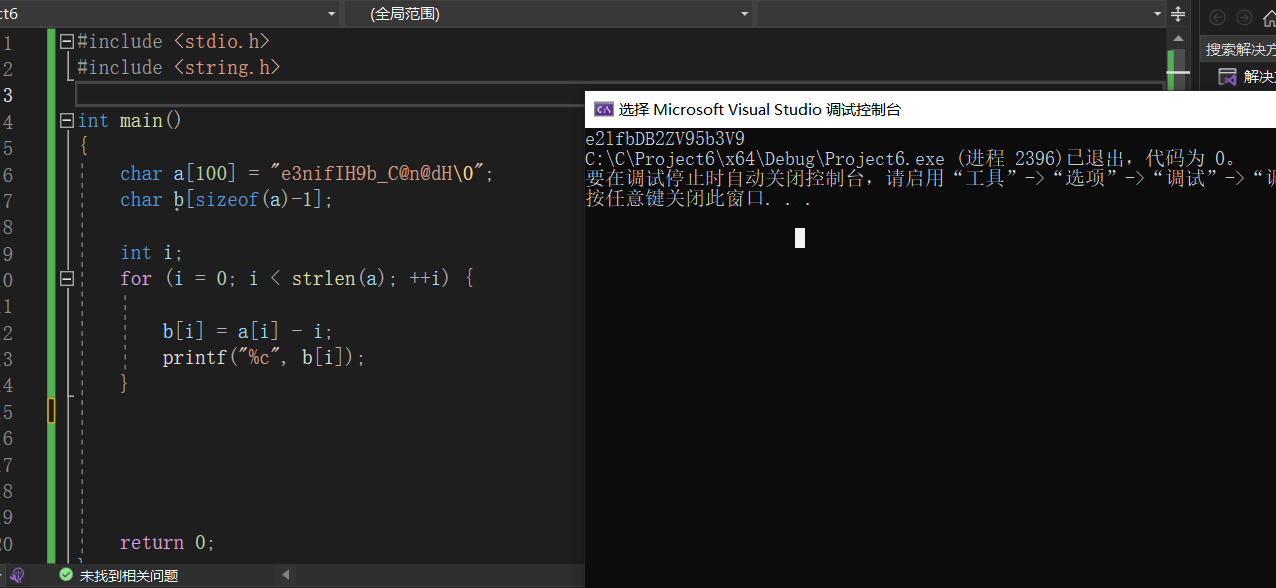 ct6
(全局范围)
搜索解决方
解决方
1 #include <stdio.h>
2 #include <string.h>
3
4 int main()
5 {
6 char a[100] = "e3nifIH9b_C@n@dH\0";
7 char b[sizeof(a)-1];
8
9 int i;
0 for (i = 0; i < strlen(a); ++i) {
1
2 b[i] = a[i] - i;
3 printf("%c", b[i]);
4 }
5
6
7
8
9
0 return 0;
未找到相关问题
选择 Microsoft Visual Studio 调试控制台
e2lfbDB2ZV95b3V9
C:\C\Project6\x64\Debug\Project6.exe (进程 2396)已退出，代码为 0。
要在调试停止时自动关闭控制台，请启用“工具”->“选项”->“调试”->“调
按任意键关闭此窗口. . .